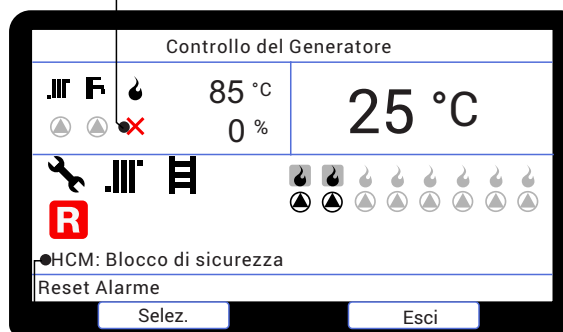 Controllo del Generatore
85 °C
0 %
25 °C
R
HCM: Blocco di sicurezza
Reset Alarme
Selez. Esci